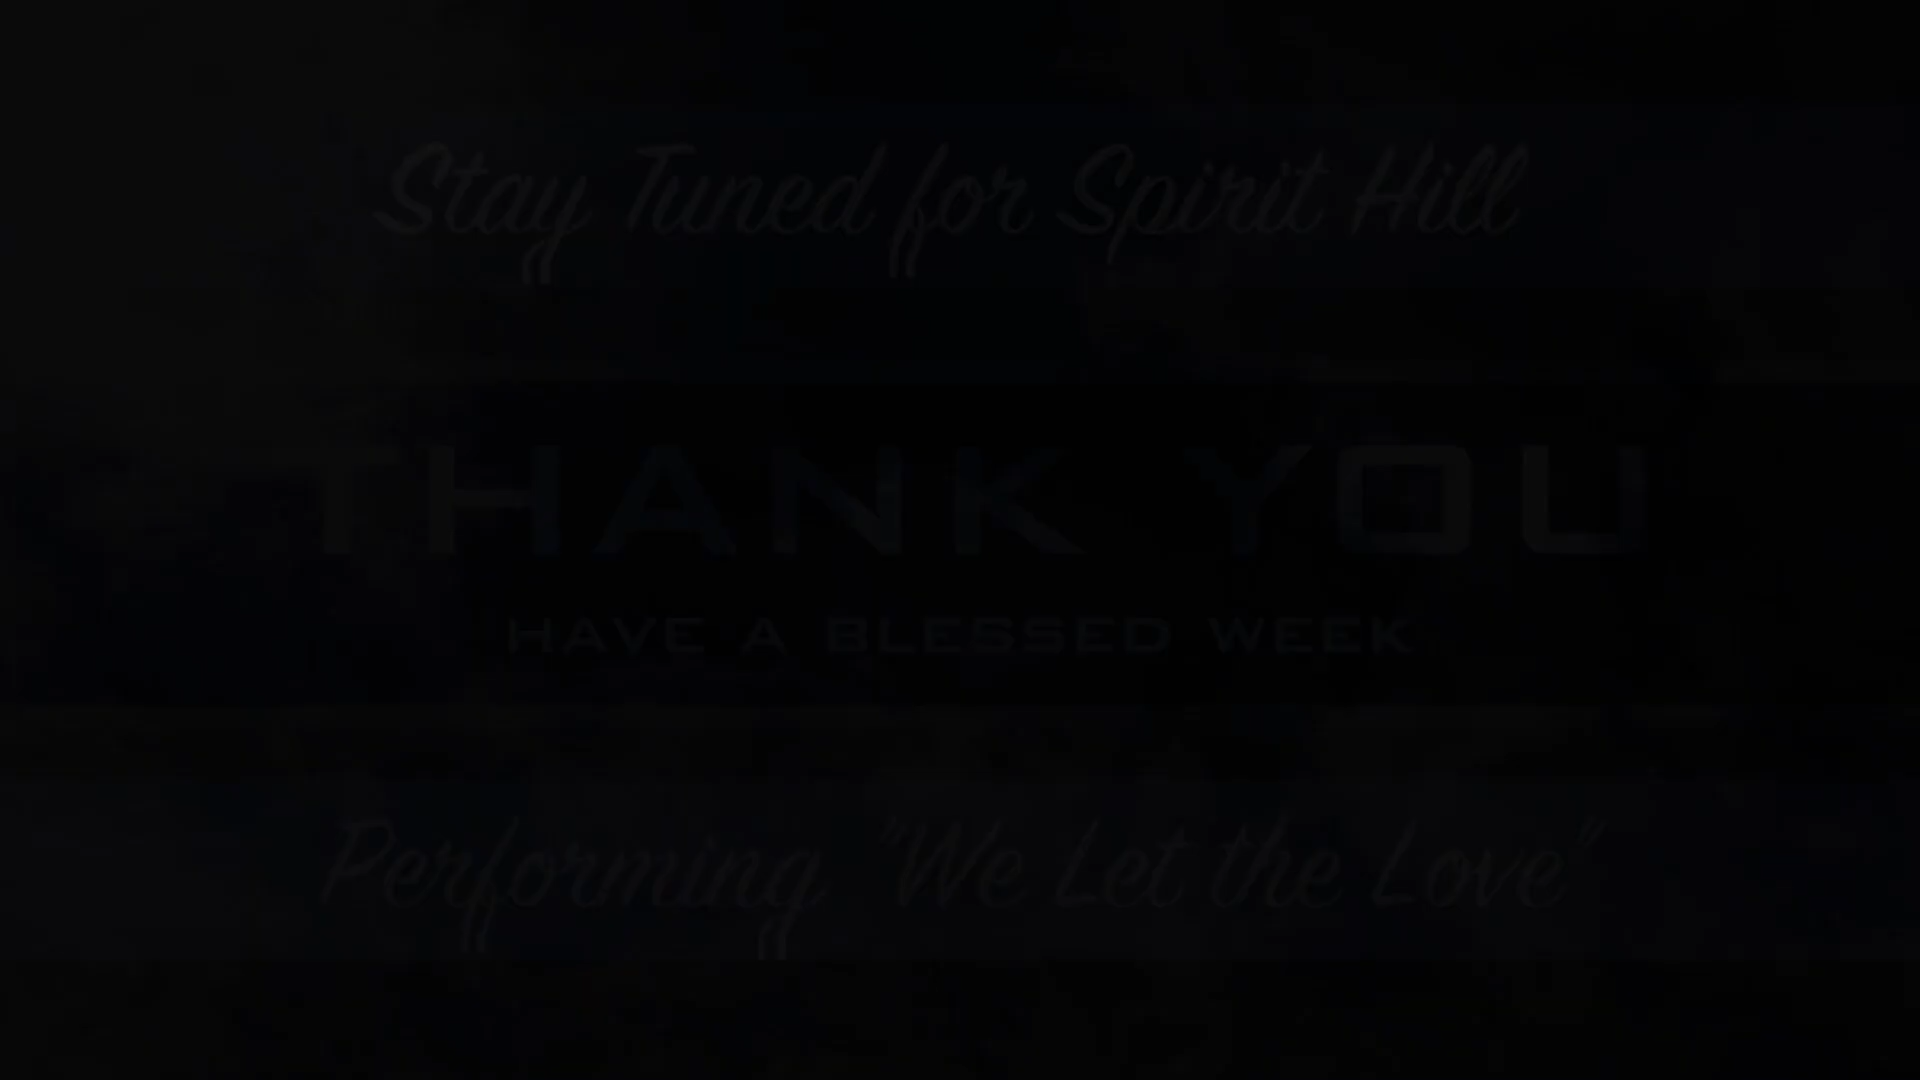 Stay Tuned for Spirit Hill
THANK YOU
HAVE A BLESSED WEEK
Performing "We Let the Love"